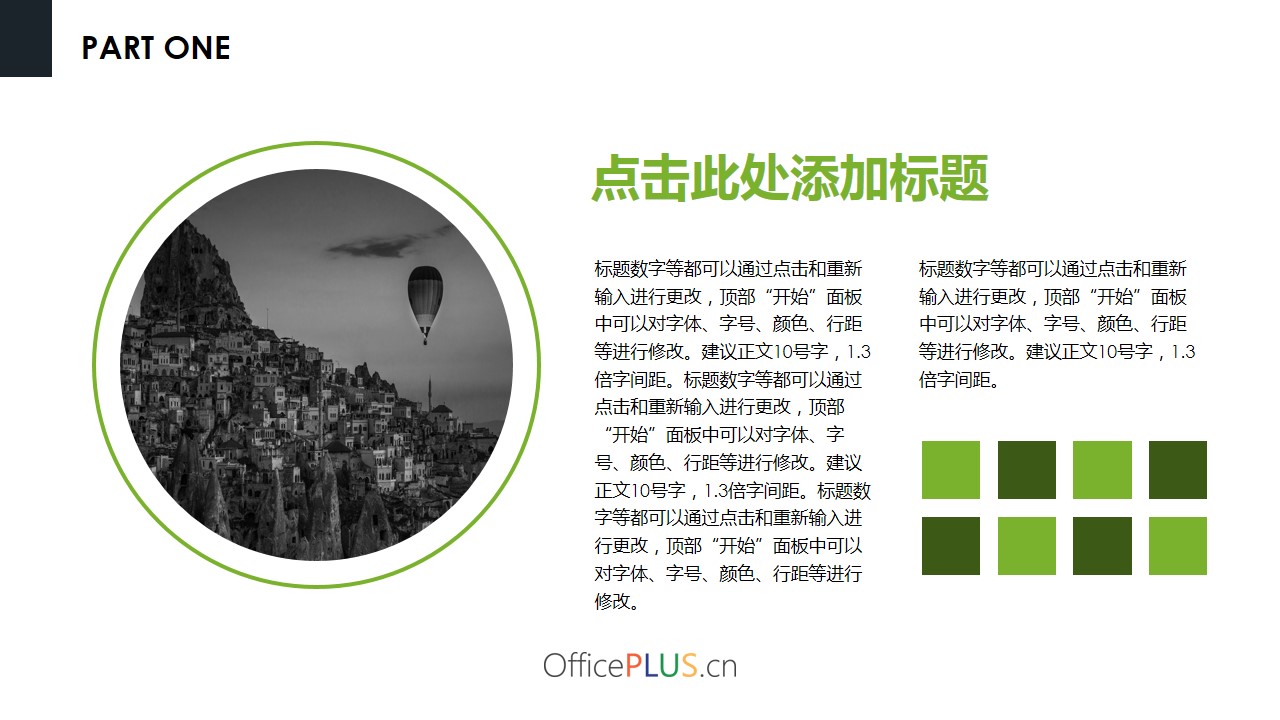 PART ONE
点击此处添加标题
标题数字等都可以通过点击和重新
输入进行更改，顶部“开始”面板
中可以对字体、字号、颜色、行距
等进行修改。建议正文10号字，1.3
倍字间距。标题数字等都可以通过
点击和重新输入进行更改，顶部
“开始”面板中可以对字体、字
号、颜色、行距等进行修改。建议
正文10号字，1.3倍字间距。标题数
字等都可以通过点击和重新输入进
行更改，顶部“开始”面板中可以
对字体、字号、颜色、行距等进行
修改。
标题数字等都可以通过点击和重新
输入进行更改，顶部“开始”面板
中可以对字体、字号、颜色、行距
等进行修改。建议正文10号字，1.3
倍字间距。
OfficePLUS.cn